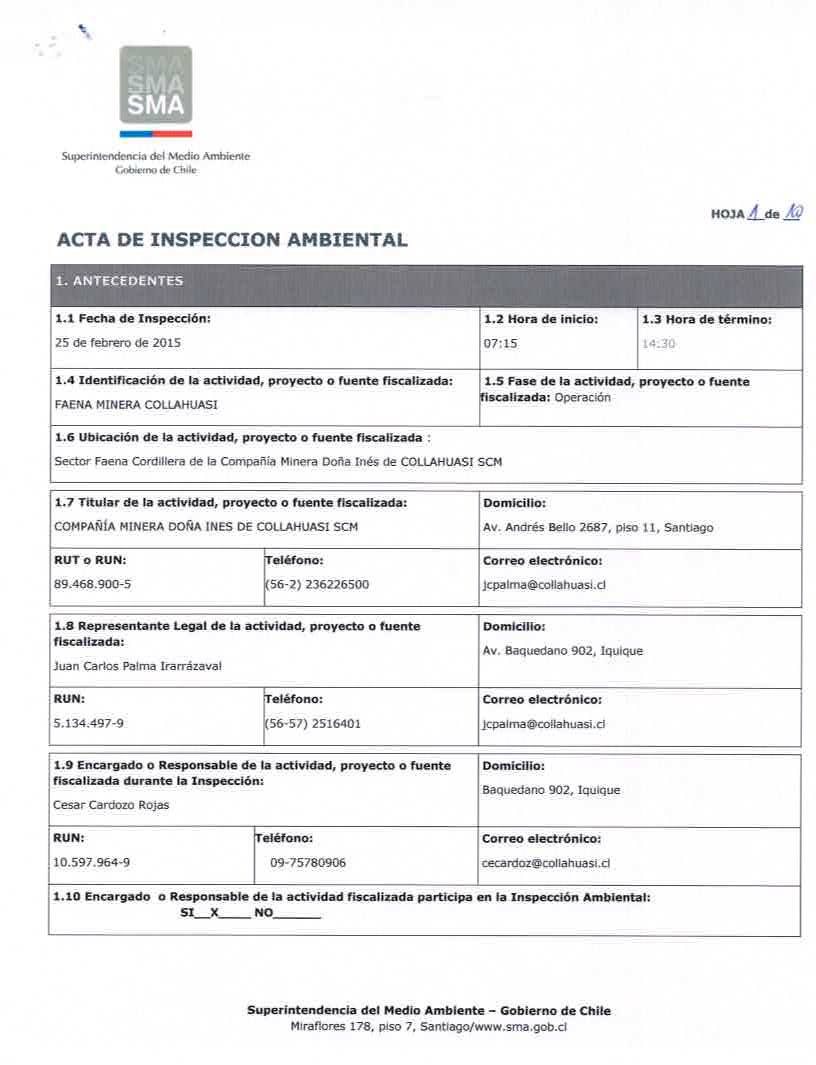 SMA
SMA
SMA
Superintendencia del Medio Ambiente
Gobierno de Chile
HOJA 1 de 10
ACTA DE INSPECCION AMBIENTAL
1. ANTECEDENTES
1.1 Fecha de Inspección:
25 de febrero de 2015
1.2 Hora de inicio:
07:15
1.3 Hora de término:
14:30
1.4 Identificación de la actividad, proyecto o fuente fiscalizada:
FAENA MINERA COLLAHUASI
1.5 Fase de la actividad, proyecto o fuente
fiscalizada: Operación
1.6 Ubicación de la actividad, proyecto o fuente fiscalizada :
Sector Faena Cordillera de la Compañía Minera Doña Inés de COLLAHUASI SCM
1.7 Titular de la actividad, proyecto o fuente fiscalizada:
COMPAÑÍA MINERA DOÑA INES DE COLLAHUASI SCM
Domicilio:
Av. Andrés Bello 2687, piso 11, Santiago
RUT o RUN:
89.468.900-5
Teléfono:
(56-2) 236226500
Correo electrónico:
jcpalma@collahuasi.cl
1.8 Representante Legal de la actividad, proyecto o fuente
fiscalizada:
Juan Carlos Palma Irarrázaval
Domicilio:
Av. Baquedano 902, Iquique
RUN:
5.134.497-9
Teléfono:
(56-57) 2516401
Correo electrónico:
jcpalma@collahuasi.cl
1.9 Encargado o Responsable de la actividad, proyecto o fuente
fiscalizada durante la Inspección:
Cesar Cardozo Rojas
Domicilio:
Baquedano 902, Iquique
RUN:
10.597.964-9
Teléfono:
09-75780906
Correo electrónico:
cecardoz@collahuasi.cl
1.10 Encargado o Responsable de la actividad fiscalizada participa en la Inspección Ambiental:
SI__X____ NO______
Superintendencia del Medio Ambiente – Gobierno de Chile
Miraflores 178, piso 7, Santiago/www.sma.gob.cl